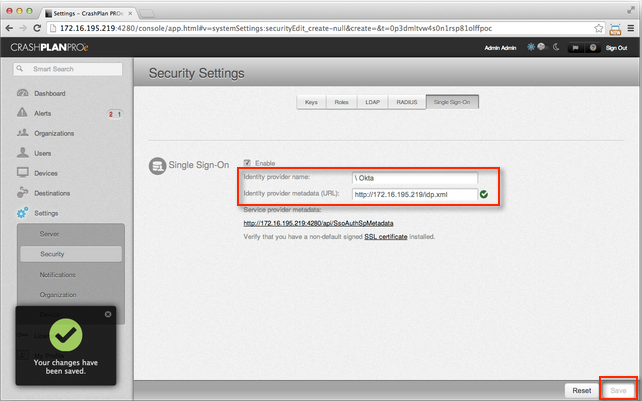 Settings - CrashPlan PROe
172.16.195.219:4280/console/app.html#v=systemSettings:securityEdit_create=null&create=&t=0p3dmltvw4s0n1rsp81olffpoc
CRASHPLANPROe
Admin Admin
Sign Out
Smart Search
Security Settings
Keys
Roles
LDAP
RADIUS
Single Sign-On
Dashboard
Alerts
2
1
Organizations
Users
Devices
Destinations
Settings
Server
Security
Notifications
Organization
Single Sign-On
Enable
Identity provider name:
\ Okta
Identity provider metadata (URL):
http://172.16.195.219/idp.xml
Service provider metadata:
http://172.16.195.219:4280/api/SsoAuthSpMetadata
Verify that you have a non-default signed SSL certificate installed.
Your changes have
been saved.
Reset
Save